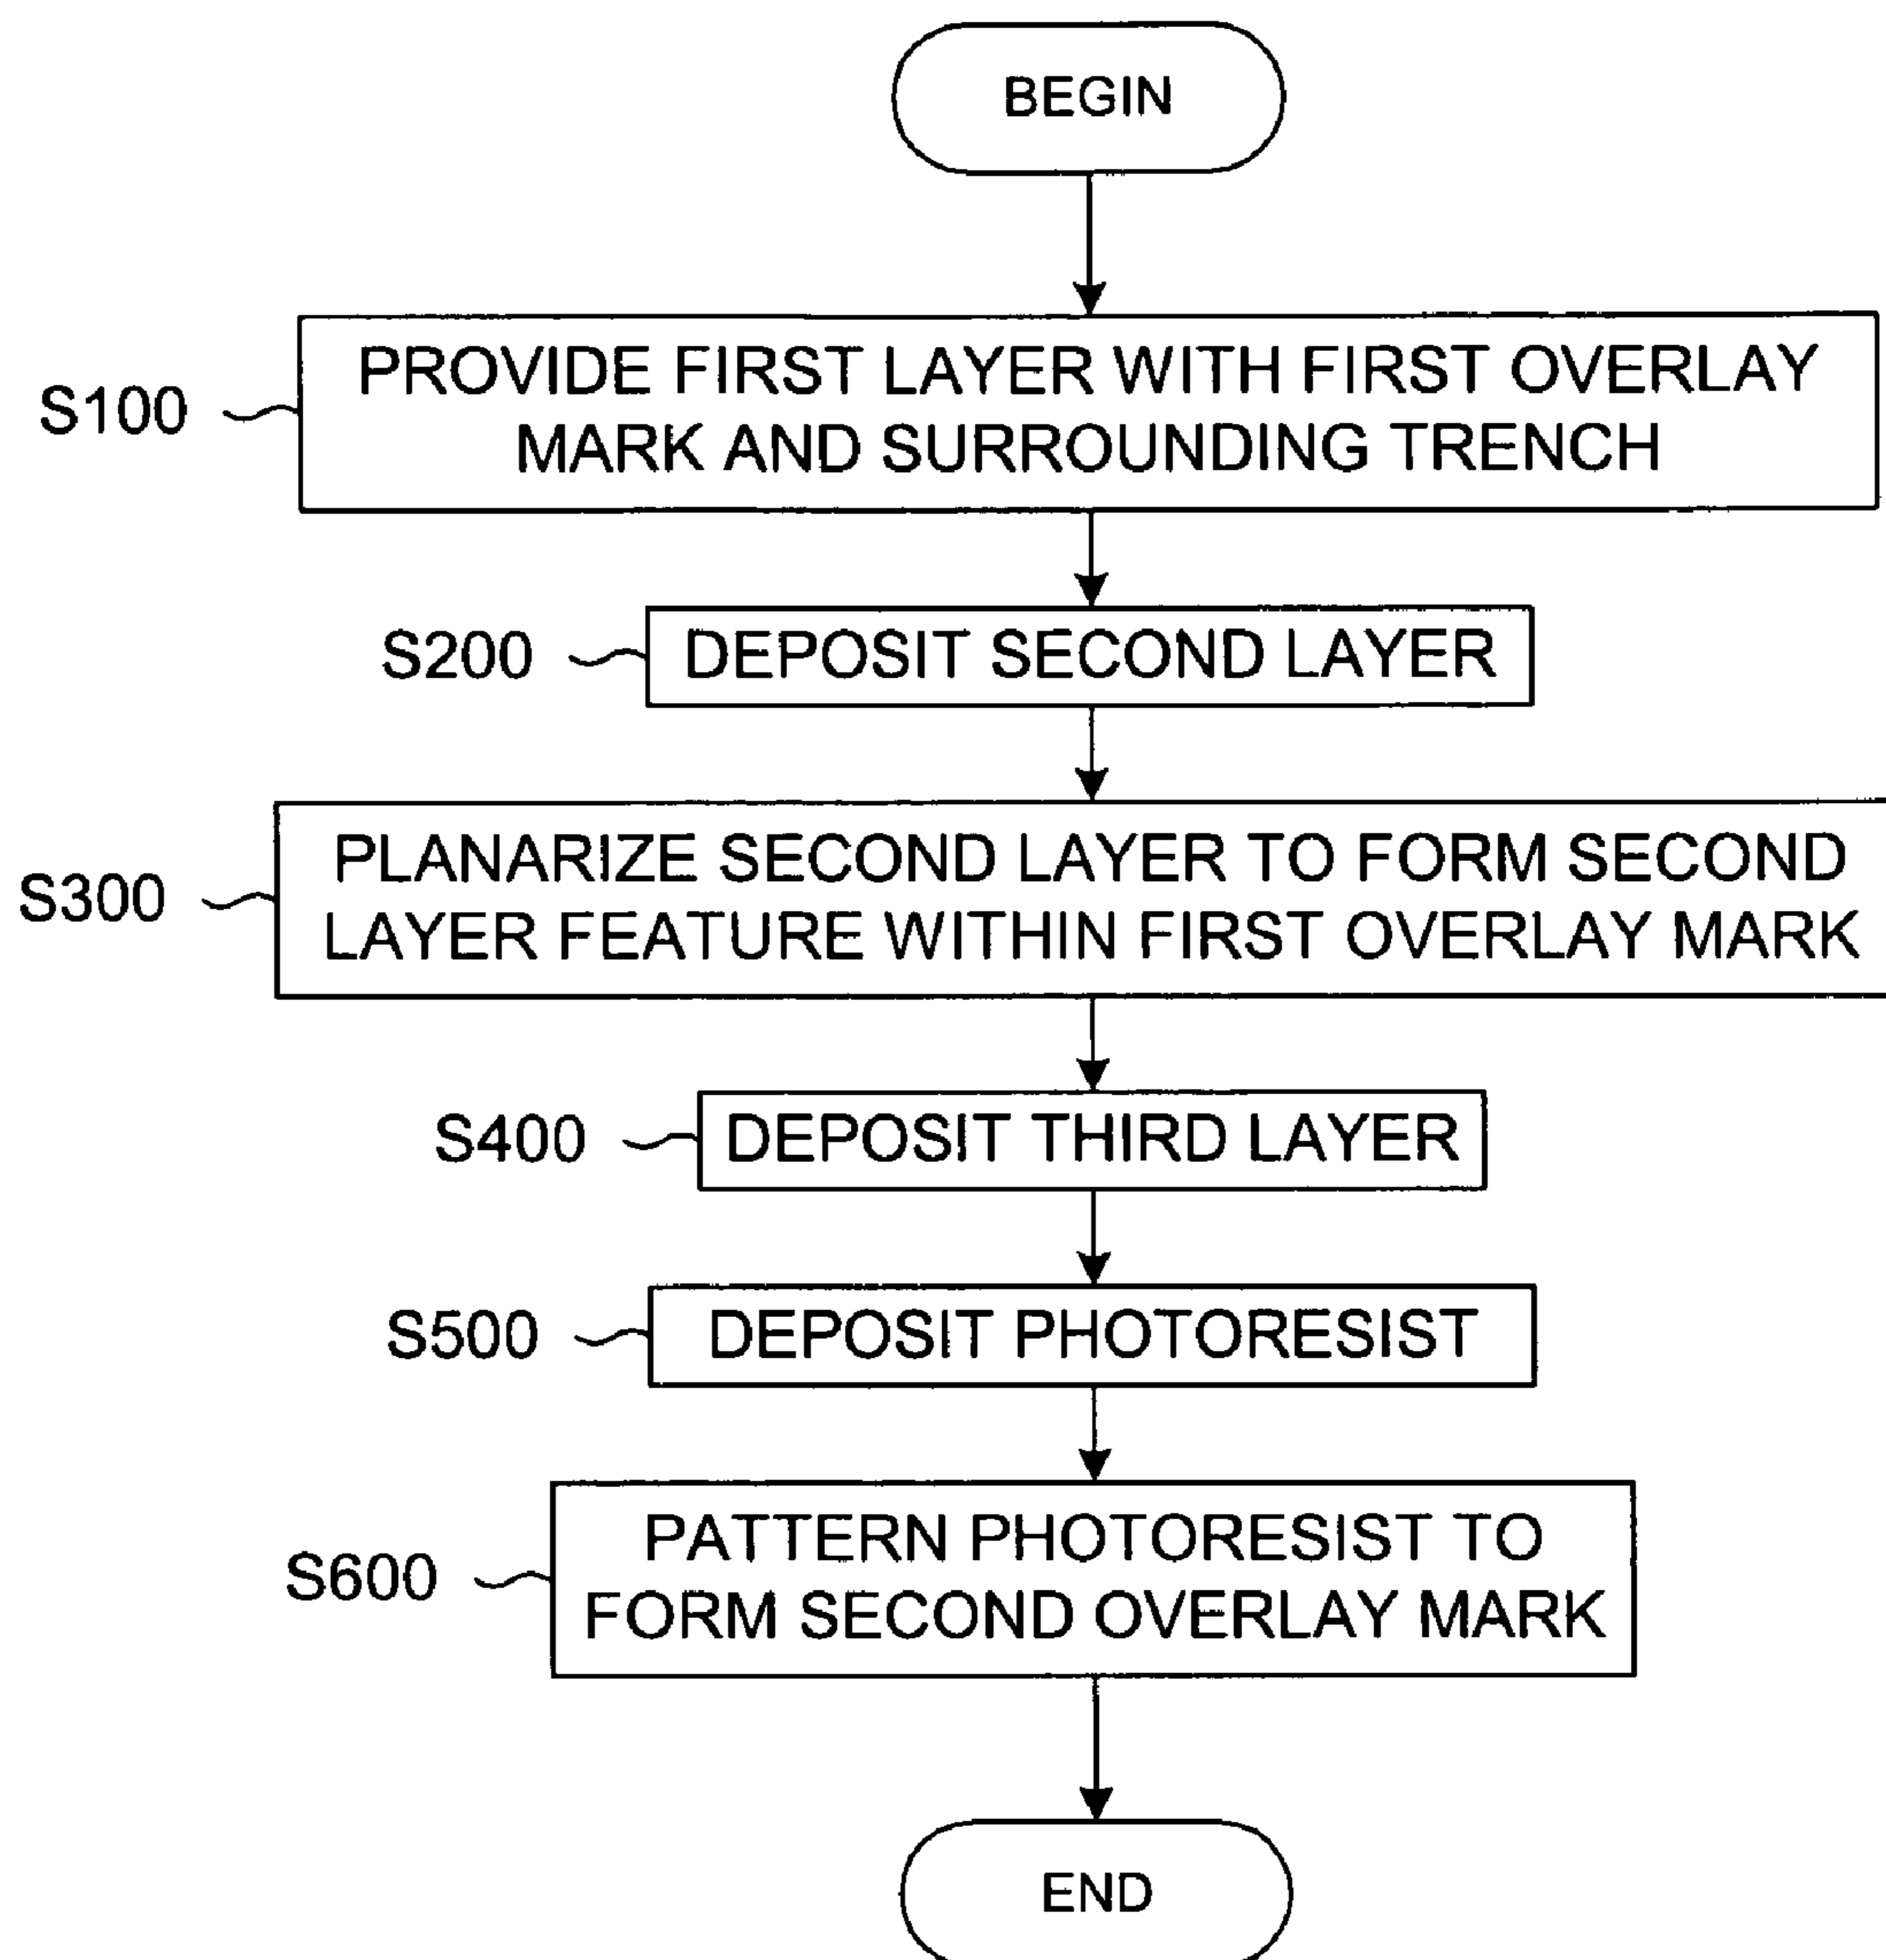 BEGIN
S100
PROVIDE FIRST LAYER WITH FIRST OVERLAY
MARK AND SURROUNDING TRENCH
S200
DEPOSIT SECOND LAYER
S300
PLANARIZE SECOND LAYER TO FORM SECOND
LAYER FEATURE WITHIN FIRST OVERLAY MARK
S400
DEPOSIT THIRD LAYER
S500
DEPOSIT PHOTORESIST
S600
PATTERN PHOTORESIST TO
FORM SECOND OVERLAY MARK
END